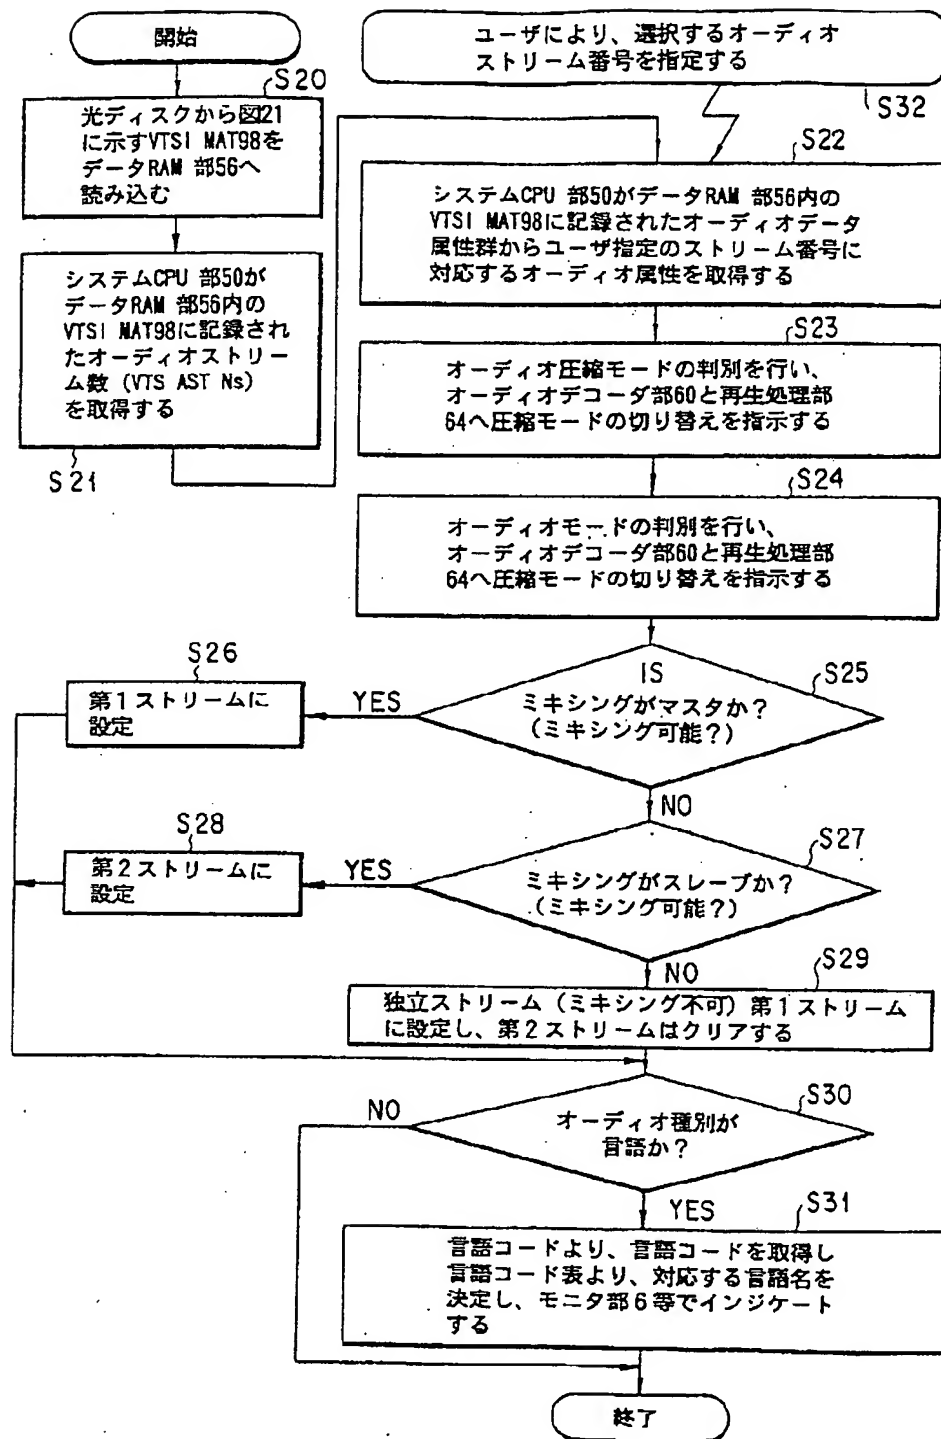 開始
S20
光ディスクから図21
に示すVTSI MAT98を
データRAM 部56へ
読み込む
システムCPU 部50が
データRAM 部56内の
VTSI MAT98に記録され
たオーディオストリー
ム数 (VTS AST Ns)
を取得する
S21
ユーザにより、選択するオーディオ
ストリーム番号を指定する
S32
S22
システムCPU 部50がデータRAM 部56内の
VTSI MAT98に記録されたオーディオデータ
属性群からユーザ指定のストリーム番号に
対応するオーディオ属性を取得する
S23
オーディオ圧縮モードの判別を行い、
オーディオデコーダ部60と再生処理部
64へ圧縮モードの切り替えを指示する
S24
オーディオモードの判別を行い、
オーディオデコーダ部60と再生処理部
64へ圧縮モードの切り替えを指示する
S25
IS
ミキシングがマスタか?
(ミキシング可能?)
YES
S26
第1ストリームに
設定
NO
S27
ミキシングがスレーブか?
(ミキシング可能?)
YES
S28
第2ストリームに
設定
NO
S29
独立ストリーム (ミキシング不可) 第1ストリーム
に設定し、第2ストリームはクリアする
S30
オーディオ種別が
言語か?
NO
YES
S31
言語コードより、言語コードを取得し
言語コード表より、対応する言語名を
決定し、モニタ部6等でインジケート
する
終了